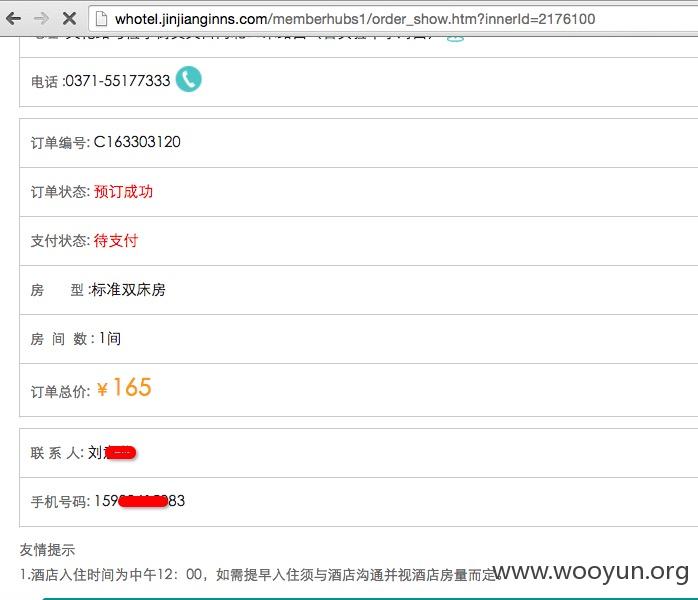 whotel.jinjianginns.com/memberhubs1/order_show.htm?innerId=2176100
电话 :0371-55177333
订单编号: C163303120
订单状态: 预订成功
支付状态: 待支付
房 型 :标准双床房
房 间 数 : 1间
订单总价: ¥ 165
联 系 人: 刘
手机号码: 159 83
友情提示
1.酒店入住时间为中午12：00，如需提早入住须与酒店沟通并视酒店房量而定。
www.wooyun.org